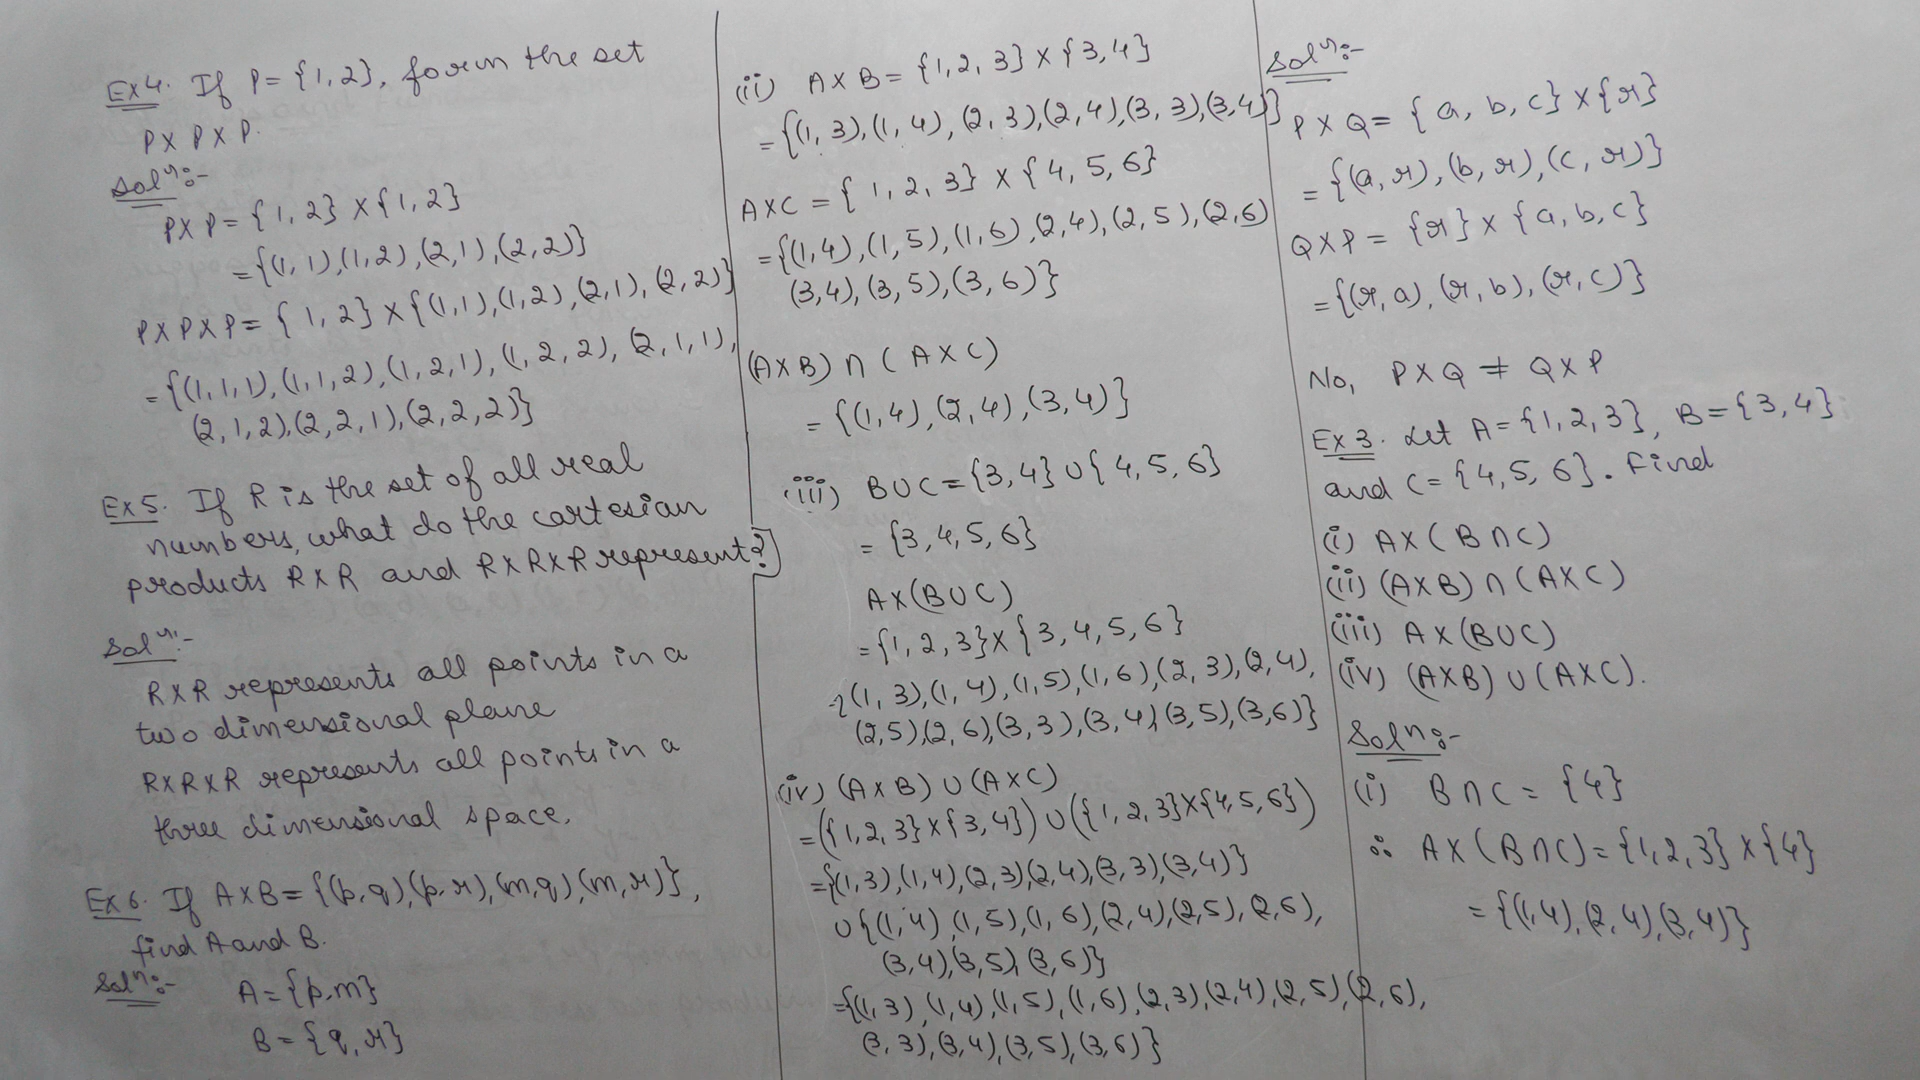 Ex4. If P = {1,2}, form the set
P X P X P.
Solⁿ:-
P X P = {1,2} X {1,2}
= {(1,1),(1,2),(2,1),(2,2)}
P X P X P = {1,2} X {(1,1),(1,2),(2,1),(2,2)}
= {(1,1,1),(1,1,2),(1,2,1),(1,2,2),(2,1,1),
(2,1,2),(2,2,1),(2,2,2)}
Ex5. If R is the set of all real
numbers, what do the cartesian
products R X R and R X R X R represent?
Solⁿ:-
R X R represents all points in a
two dimensional plane
R X R X R represents all points in a
three dimensional space.
Ex6. If A X B = {(p,q),(p,r),(m,q),(m,r)},
find A and B.
Solⁿ:-
A = {p,m}
B = {q,r}
(ii) A X B = {1,2,3} X {3,4}
= {(1,3),(1,4),(2,3),(2,4),(3,3),(3,4)}
A X C = {1,2,3} X {4,5,6}
= {(1,4),(1,5),(1,6),(2,4),(2,5),(2,6)
(3,4),(3,5),(3,6)}
(A X B) ∩ (A X C)
= {(1,4),(2,4),(3,4)}
(iii) B U C = {3,4} U {4,5,6}
= {3,4,5,6}
A X (B U C)
= {1,2,3} X {3,4,5,6}
{(1,3),(1,4),(1,5),(1,6),(2,3),(2,4),
(2,5),(2,6),(3,3),(3,4),(3,5),(3,6)}
(iv) (A X B) U (A X C)
= ({1,2,3} X {3,4}) U ({1,2,3} X {4,5,6})
= {(1,3),(1,4),(2,3),(2,4),(3,3),(3,4)}
U {(1,4),(1,5),(1,6),(2,4),(2,5),(2,6),
(3,4),(3,5),(3,6)}
= {(1,3),(1,4),(1,5),(1,6),(2,3),(2,4),(2,5),(2,6),
(3,3),(3,4),(3,5),(3,6)}
Solⁿ:-
P X Q = {a,b,c} X {r}
= {(a,r),(b,r),(c,r)}
Q X P = {r} X {a,b,c}
= {(r,a),(r,b),(r,c)}
No, P X Q ≠ Q X P
Ex 3. Let A = {1,2,3}, B = {3,4}
and C = {4,5,6}. Find
(i) A X (B ∩ C)
(ii) (A X B) ∩ (A X C)
(iii) A X (B U C)
(iv) (A X B) U (A X C).
Solⁿ:-
(i) B ∩ C = {4}
∴ A X (B ∩ C) = {1,2,3} X {4}
= {(1,4),(2,4),(3,4)}